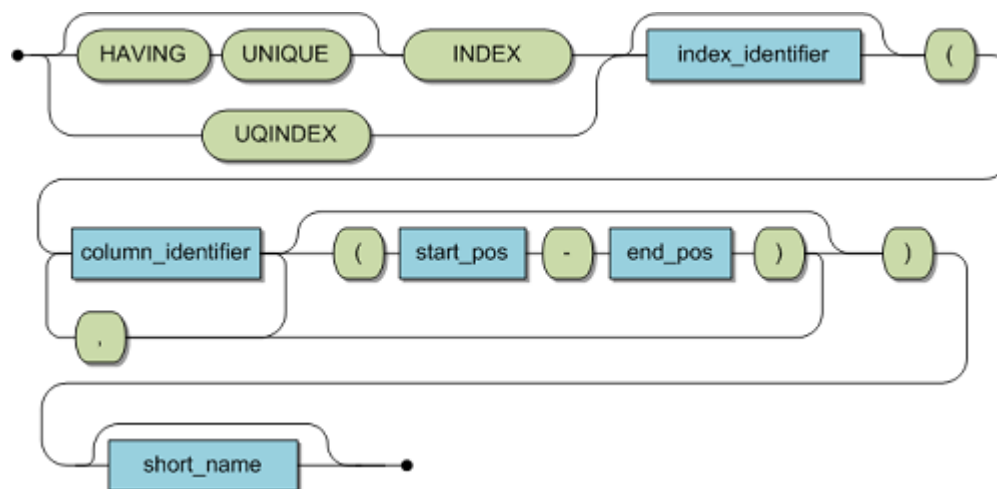 HAVING UNIQUE INDEX index_identifier (
UQINDEX
column_identifier ( start_pos - end_pos ) )
,
short_name